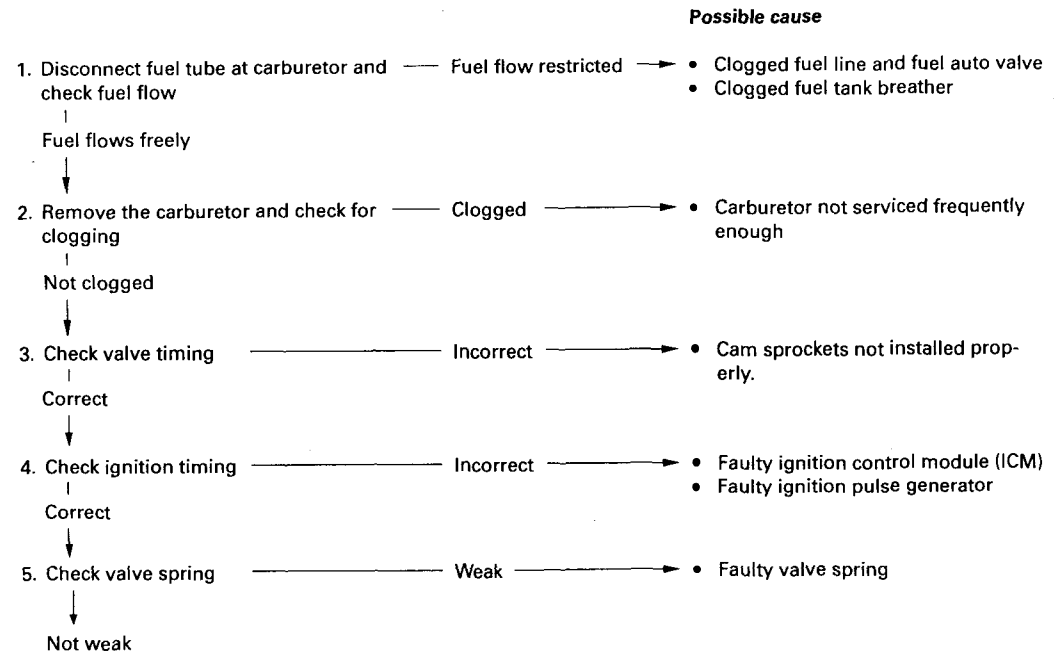 Possible cause
1. Disconnect fuel tube at carburetor and check fuel flow
Fuel flow restricted
• Clogged fuel line and fuel auto valve
• Clogged fuel tank breather
Fuel flows freely
2. Remove the carburetor and check for clogging
Clogged
• Carburetor not serviced frequently enough
Not clogged
3. Check valve timing
Incorrect
• Cam sprockets not installed prop-
erly.
Correct
4. Check ignition timing
Incorrect
• Faulty ignition control module (ICM)
• Faulty ignition pulse generator
Correct
5. Check valve spring
Weak
• Faulty valve spring
Not weak